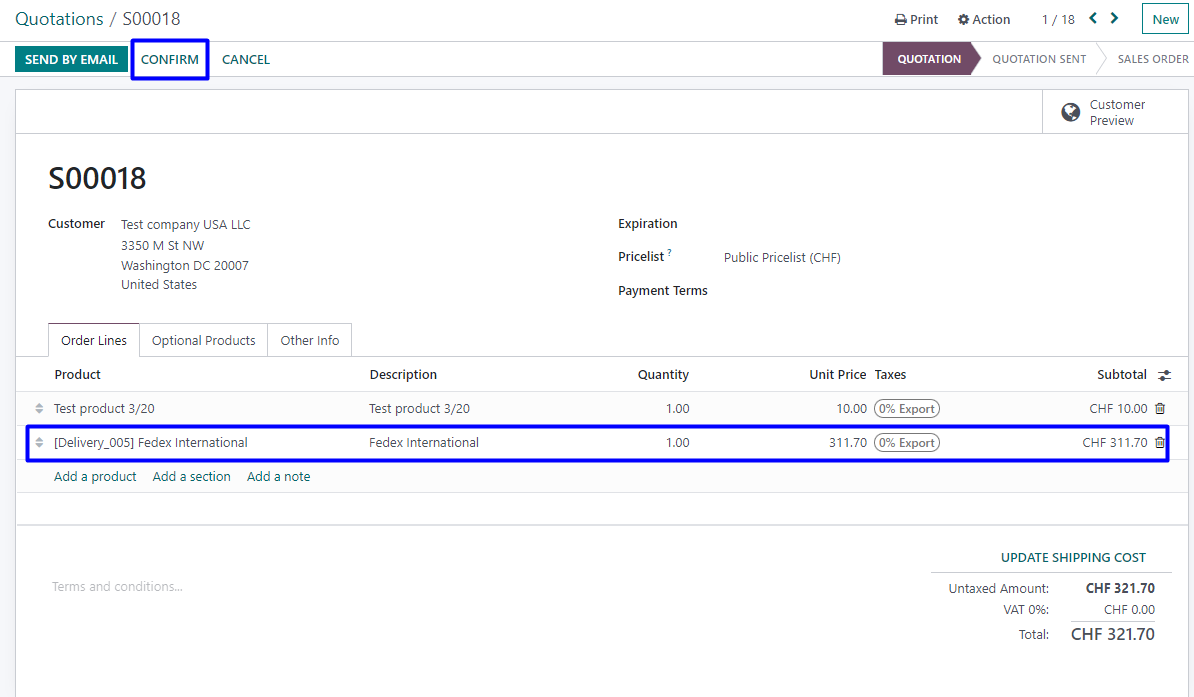 Quotations / S00018
Print Action 1 / 18 New
SEND BY EMAIL CONFIRM CANCEL QUOTATION QUOTATION SENT SALES ORDER
Customer
Preview
S00018
Customer Test company USA LLC
3350 M St NW
Washington DC 20007
United States
Expiration
Pricelist ? Public Pricelist (CHF)
Payment Terms
Order Lines Optional Products Other Info
Product Description Quantity Unit Price Taxes Subtotal
Test product 3/20 Test product 3/20 1.00 10.00 0% Export CHF 10.00
[Delivery_005] Fedex International Fedex International 1.00 311.70 0% Export CHF 311.70
Add a product Add a section Add a note
UPDATE SHIPPING COST
Terms and conditions...
Untaxed Amount: CHF 321.70
VAT 0%: CHF 0.00
Total: CHF 321.70